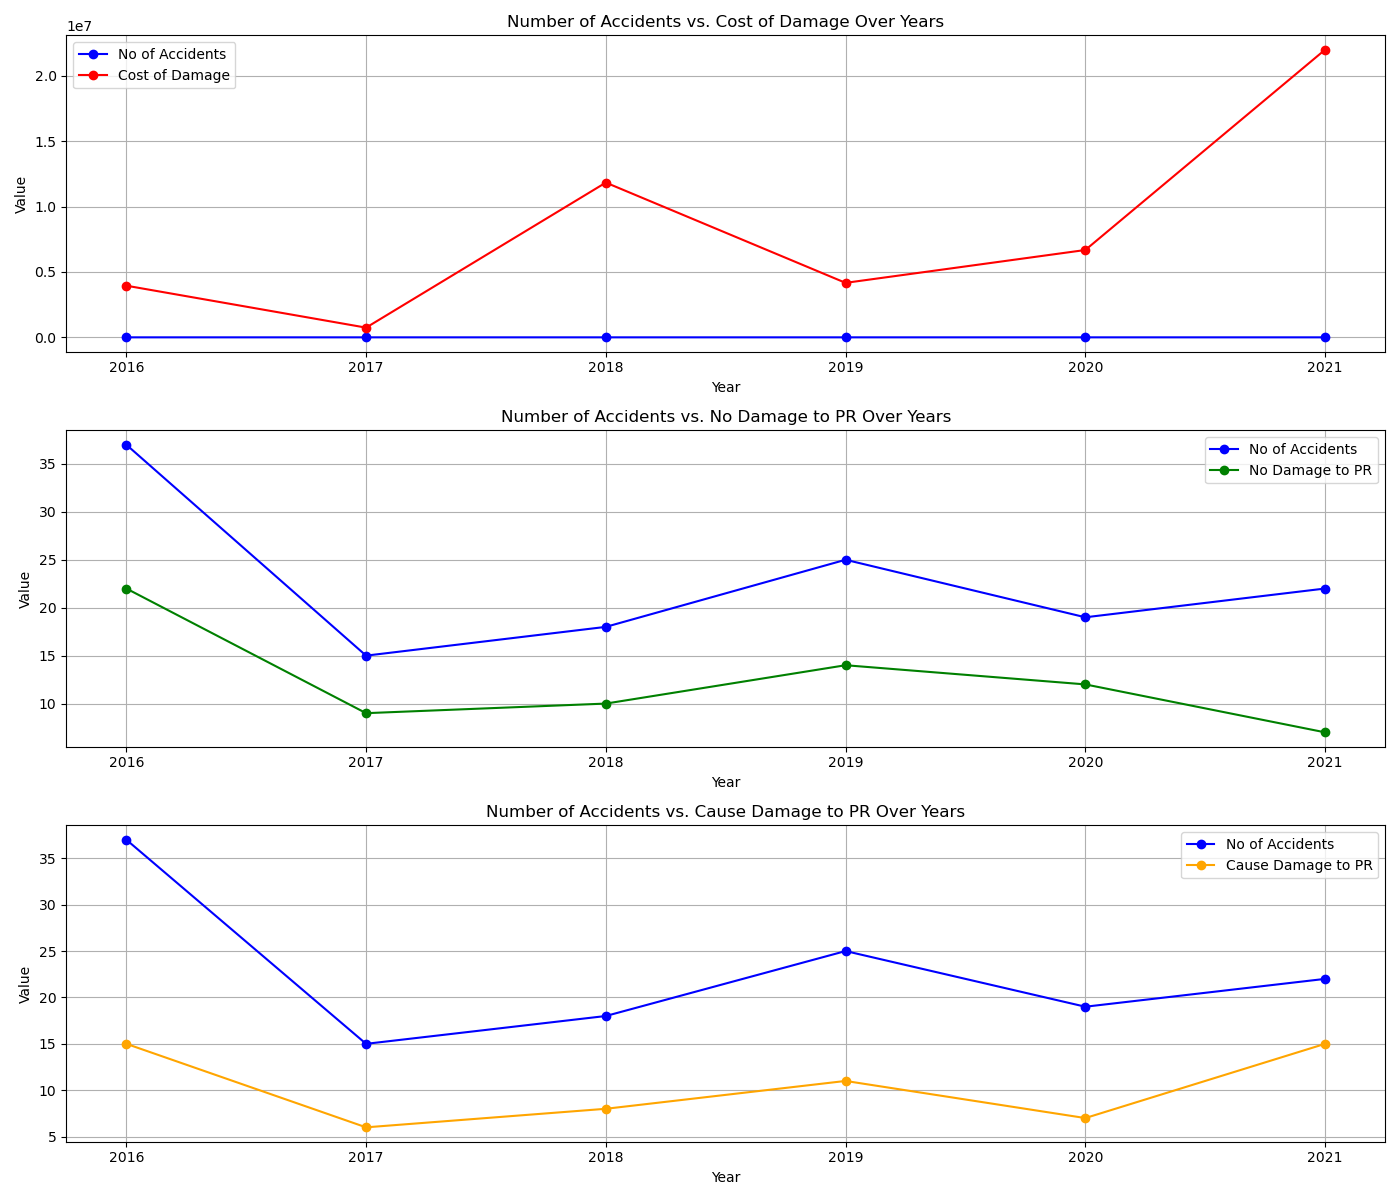 Number of Accidents vs. Cost of Damage Over Years
1e7
No of Accidents
Cost of Damage
2.0
1.5
1.0
0.5
0.0
Value
2016 2017 2018 2019 2020 2021
Year
Number of Accidents vs. No Damage to PR Over Years
No of Accidents
No Damage to PR
35
30
25
20
15
10
Value
2016 2017 2018 2019 2020 2021
Year
Number of Accidents vs. Cause Damage to PR Over Years
No of Accidents
Cause Damage to PR
35
30
25
20
15
10
5
Value
2016 2017 2018 2019 2020 2021
Year